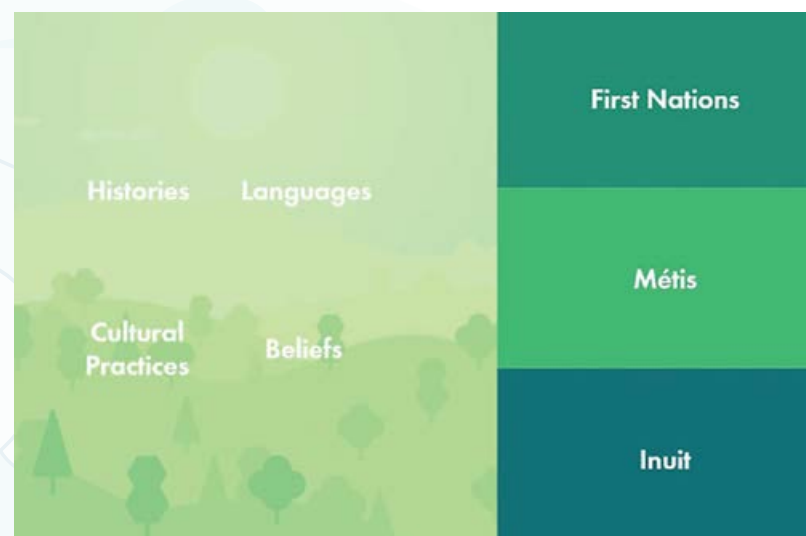 Histories
Languages
Cultural
Practices
Beliefs
First Nations
Métis
Inuit